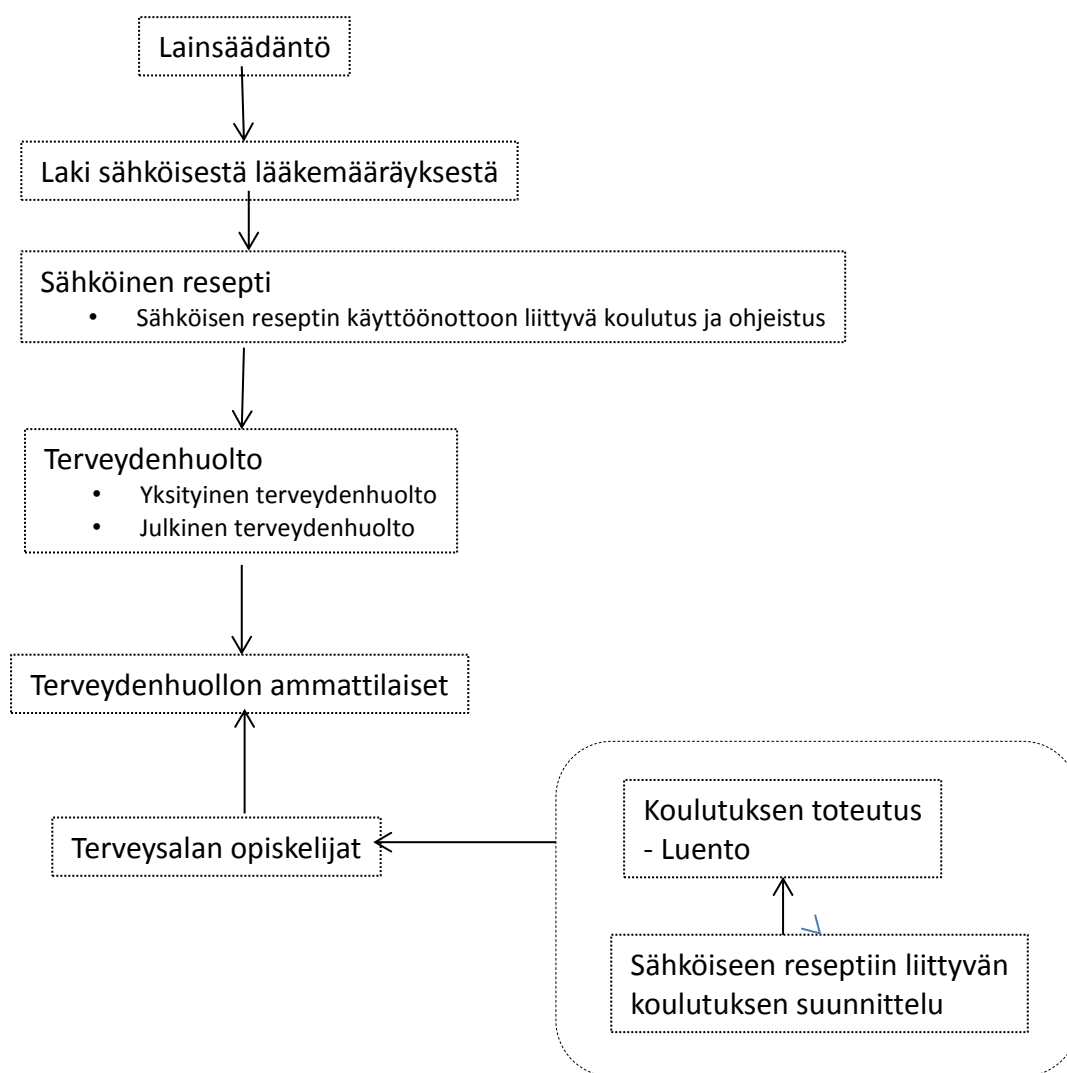 Lainsäädäntö
Laki sähköisestä lääkemääräyksestä
Sähköinen resepti
• Sähköisen reseptin käyttöönottoon liittyvä koulutus ja ohjeistus
Terveydenhuolto
• Yksityinen terveydenhuolto
• Julkinen terveydenhuolto
Terveydenhuollon ammattilaiset
Terveysalan opiskelijat
Koulutuksen toteutus
- Luento
Sähköiseen reseptiin liittyvän
koulutuksen suunnittelu